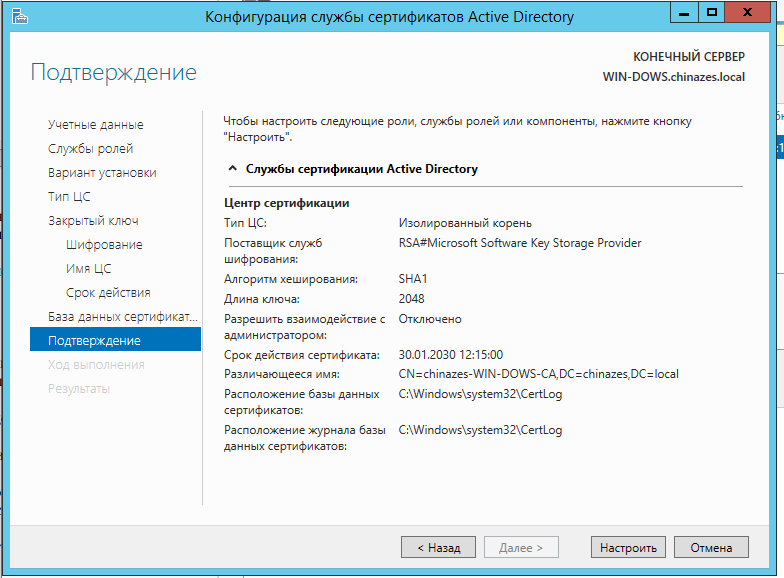 Конфигурация службы сертификатов Active Directory
КОНЕЧНЫЙ СЕРВЕР
WIN-DOWS.chinazes.local
Подтверждение
Учетные данные
Службы ролей
Вариант установки
Тип ЦС
Закрытый ключ
Шифрование
Имя ЦС
Срок действия
База данных сертификат...
Подтверждение
Ход выполнения
Результаты
Чтобы настроить следующие роли, службы ролей или компоненты, нажмите кнопку
"Настроить".
Службы сертификации Active Directory
Центр сертификации
Тип ЦС: Изолированный корень
Поставщик служб RSA#Microsoft Software Key Storage Provider
шифрования:
Алгоритм хеширования: SHA1
Длина ключа: 2048
Разрешить взаимодействие с Отключено
администратором:
Срок действия сертификата: 30.01.2030 12:15:00
Различающееся имя: CN=chinazes-WIN-DOWS-CA,DC=chinazes,DC=local
Расположение базы данных C:\Windows\system32\CertLog
сертификатов:
Расположение журнала базы C:\Windows\system32\CertLog
данных сертификатов:
< Назад
Далее >
Настроить
Отмена